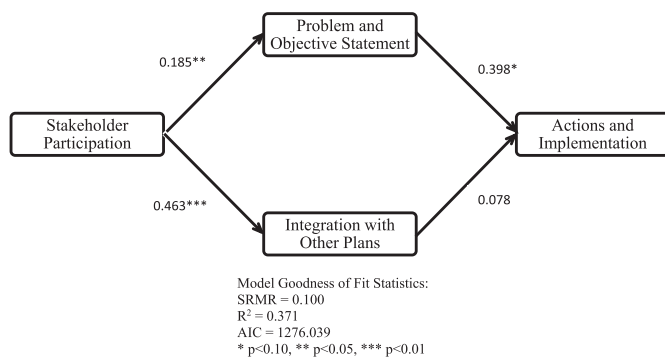 Problem and
Objective Statement
0.185**
0.398*
Stakeholder
Participation
Actions and
Implementation
0.463***
0.078
Integration with
Other Plans
Model Goodness of Fit Statistics:
SRMR = 0.100
R² = 0.371
AIC = 1276.039
* p<0.10, ** p<0.05, *** p<0.01